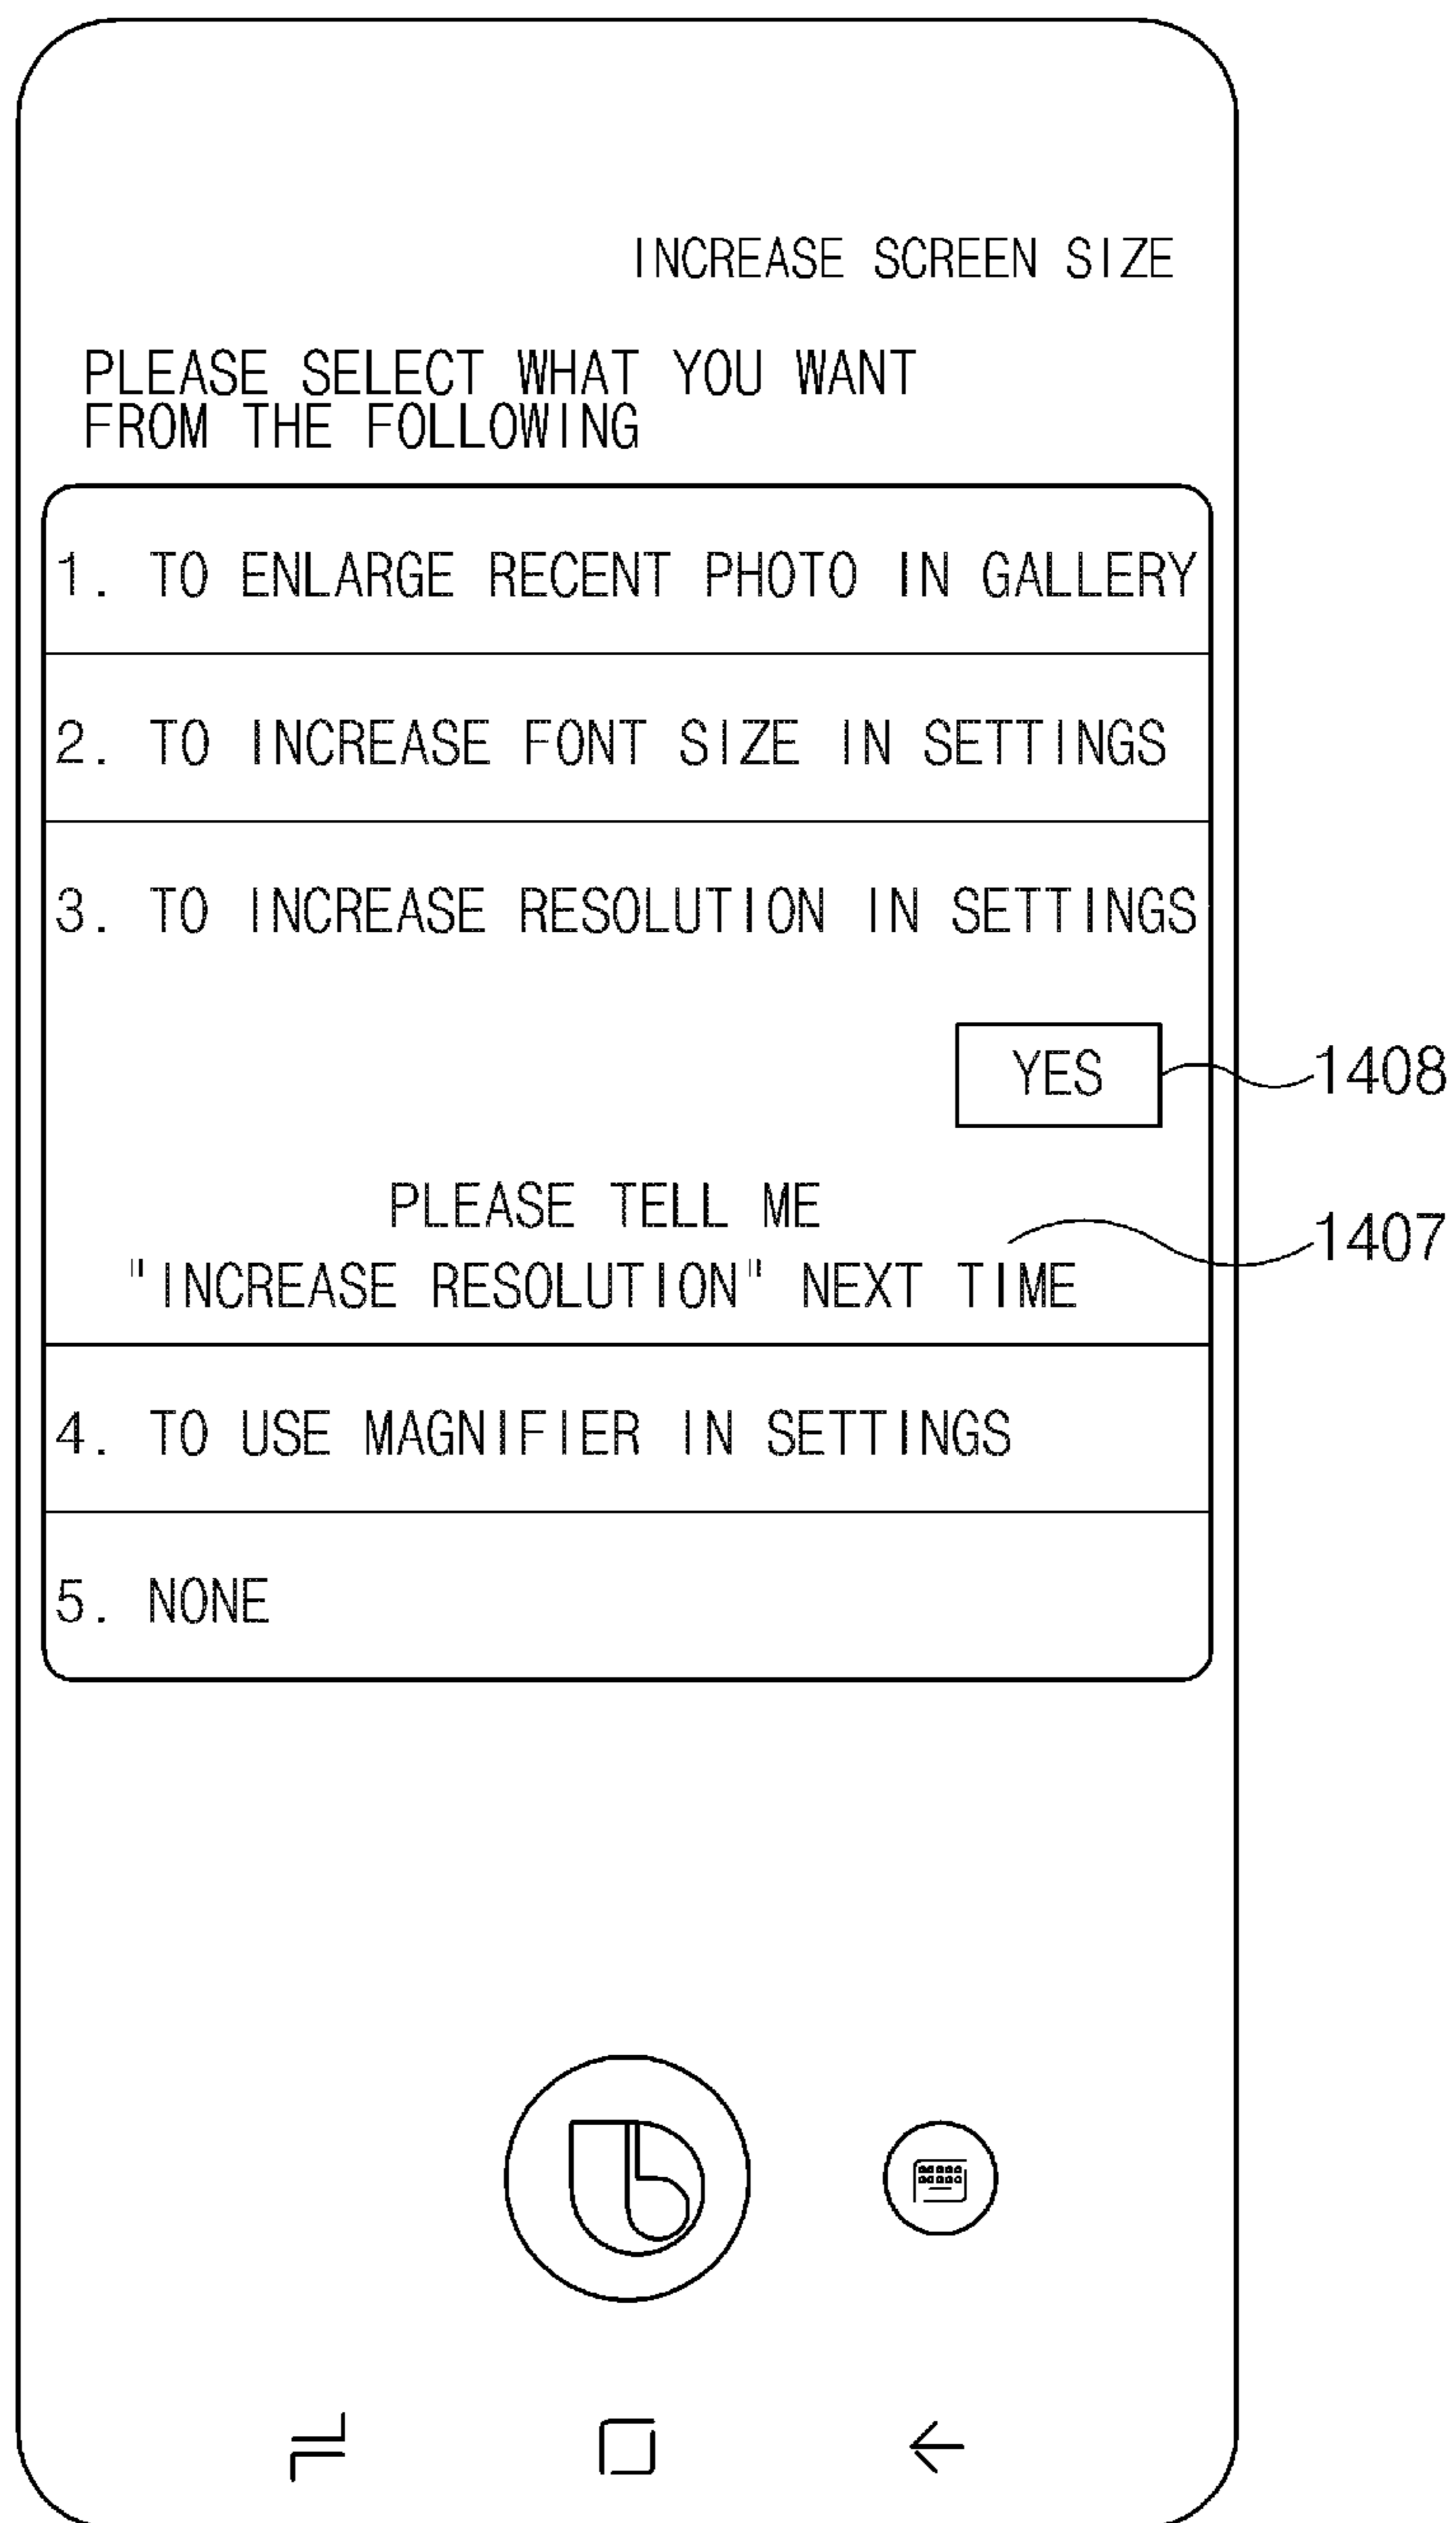 INCREASE SCREEN SIZE
PLEASE SELECT WHAT YOU WANT
FROM THE FOLLOWING
1. TO ENLARGE RECENT PHOTO IN GALLERY
2. TO INCREASE FONT SIZE IN SETTINGS
3. TO INCREASE RESOLUTION IN SETTINGS
YES
1408
PLEASE TELL ME
1407
"INCREASE RESOLUTION" NEXT TIME
4. TO USE MAGNIFIER IN SETTINGS
5. NONE